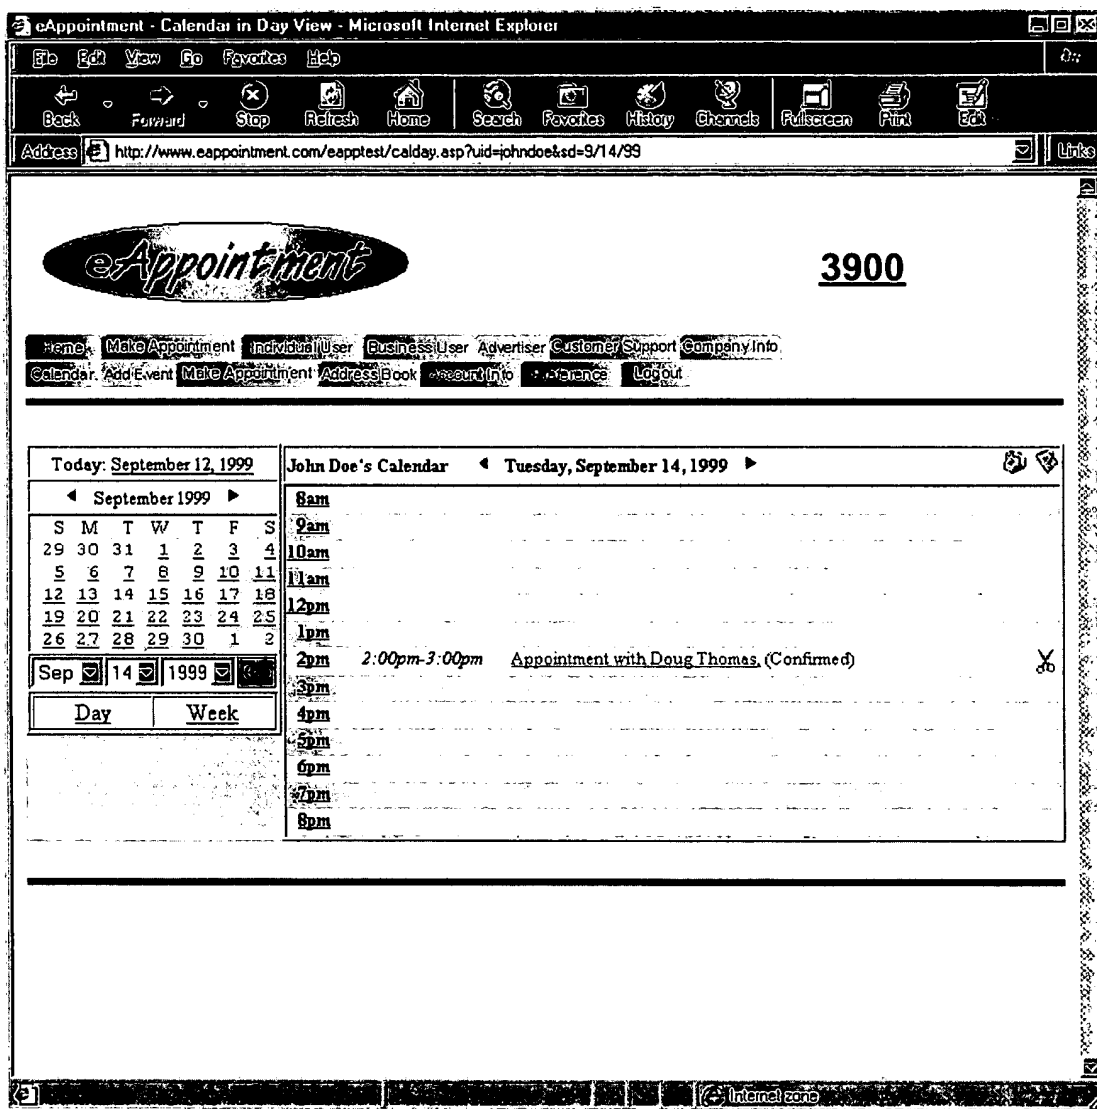 eAppointment - Calendar in Day View - Microsoft Internet Explorer
File Edit View Go Favorites Help
Back Forward Stop Refresh Home Search Favorites History Channels Fullscreen Print Edit
Address http://www.eappointment.com/eapptest/calday.asp?uid=johndoe&sd=9/14/99 Links
eAppointment
3900
Home Make Appointment Individual User Business User Advertiser Customer Support Company Info
Calendar Add Event Make Appointment Address Book Account Info Preference Logout
Today: September 12, 1999
John Doe's Calendar Tuesday, September 14, 1999
September 1999
S M T W T F S
29 30 31 1 2 3 4
5 6 7 8 9 10 11
12 13 14 15 16 17 18
19 20 21 22 23 24 25
26 27 28 29 30 1 2
Sep 14 1999
Day Week
8am
9am
10am
11am
12pm
1pm
2pm 2:00pm-3:00pm Appointment with Doug Thomas, (Confirmed)
3pm
4pm
5pm
6pm
7pm
8pm
Internet zone